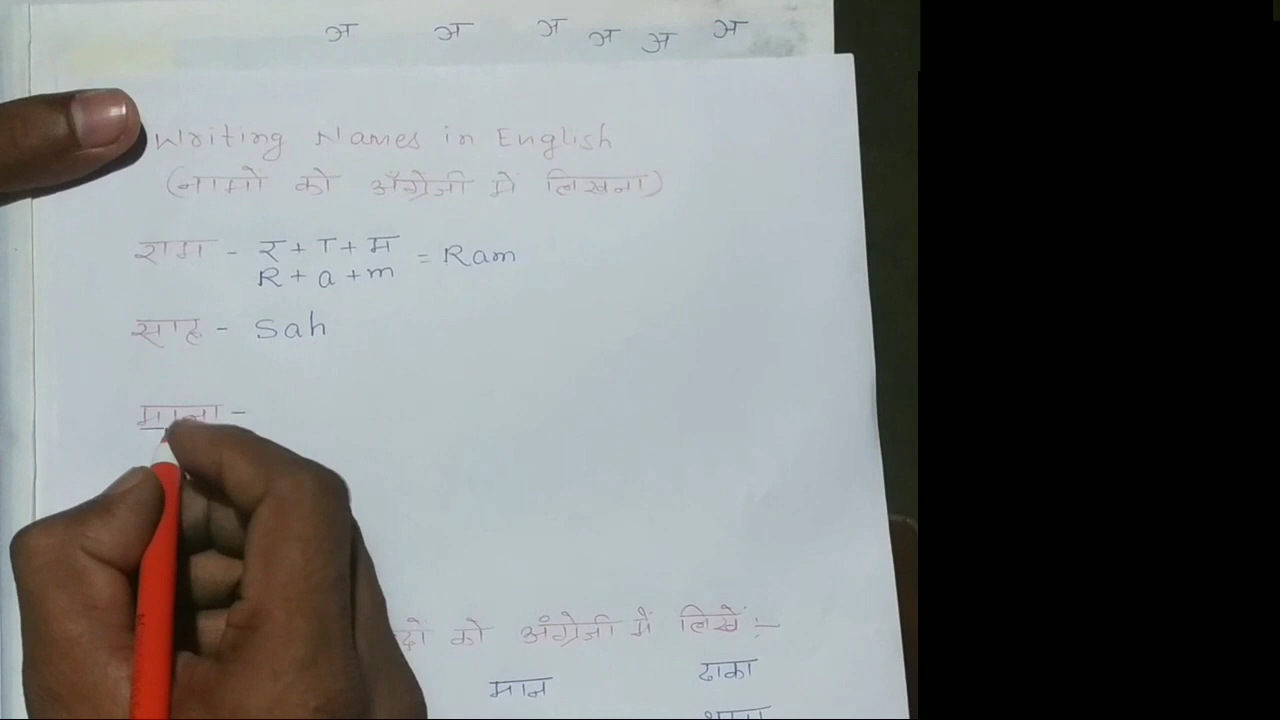 अ अ अ अ अ अ
Writing Names in English
(नामों को अँग्रेजी में लिखना)
राम - र + ा + म = Ram
R + a + m
साह - Sah
माला -
को अंग्रेजी में लिखें :-
मान ढाका